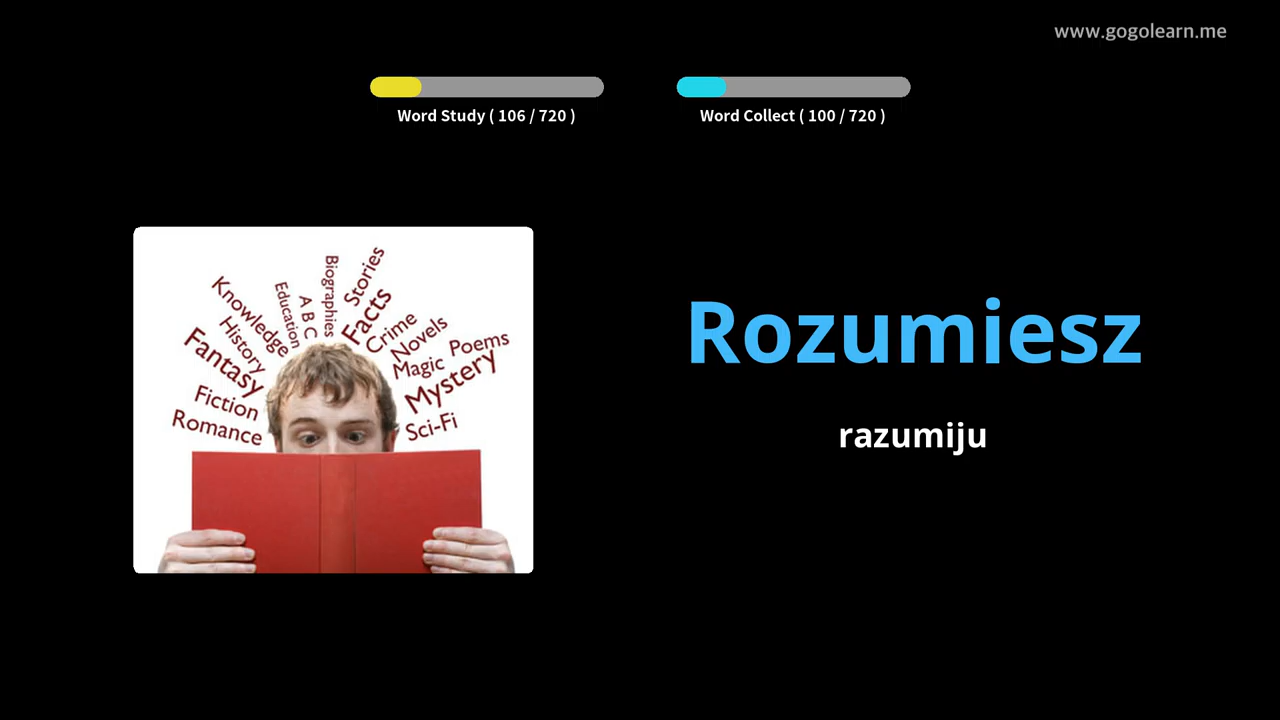 www.gogolearn.me
Word Study ( 106 / 720 )
Word Collect ( 100 / 720 )
Knowledge
History
Fantasy
Fiction
Romance
Education
A B C
Biographies
Stories
Facts
Crime
Novels
Magic
Poems
Mystery
Sci-Fi
Rozumiesz
razumiju